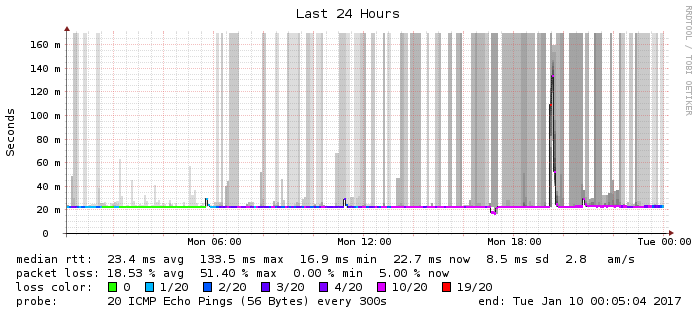 Last 24 Hours
RRDTOOL / TOBI OETIKER
Seconds
160 m
140 m
120 m
100 m
80 m
60 m
40 m
20 m
0
Mon 06:00 Mon 12:00 Mon 18:00 Tue 00:00
median rtt: 23.4 ms avg 133.5 ms max 16.9 ms min 22.7 ms now 8.5 ms sd 2.8 am/s
packet loss: 18.53 % avg 51.40 % max 0.00 % min 5.00 % now
loss color: 0 1/20 2/20 3/20 4/20 10/20 19/20
probe: 20 ICMP Echo Pings (56 Bytes) every 300s end: Tue Jan 10 00:05:04 2017